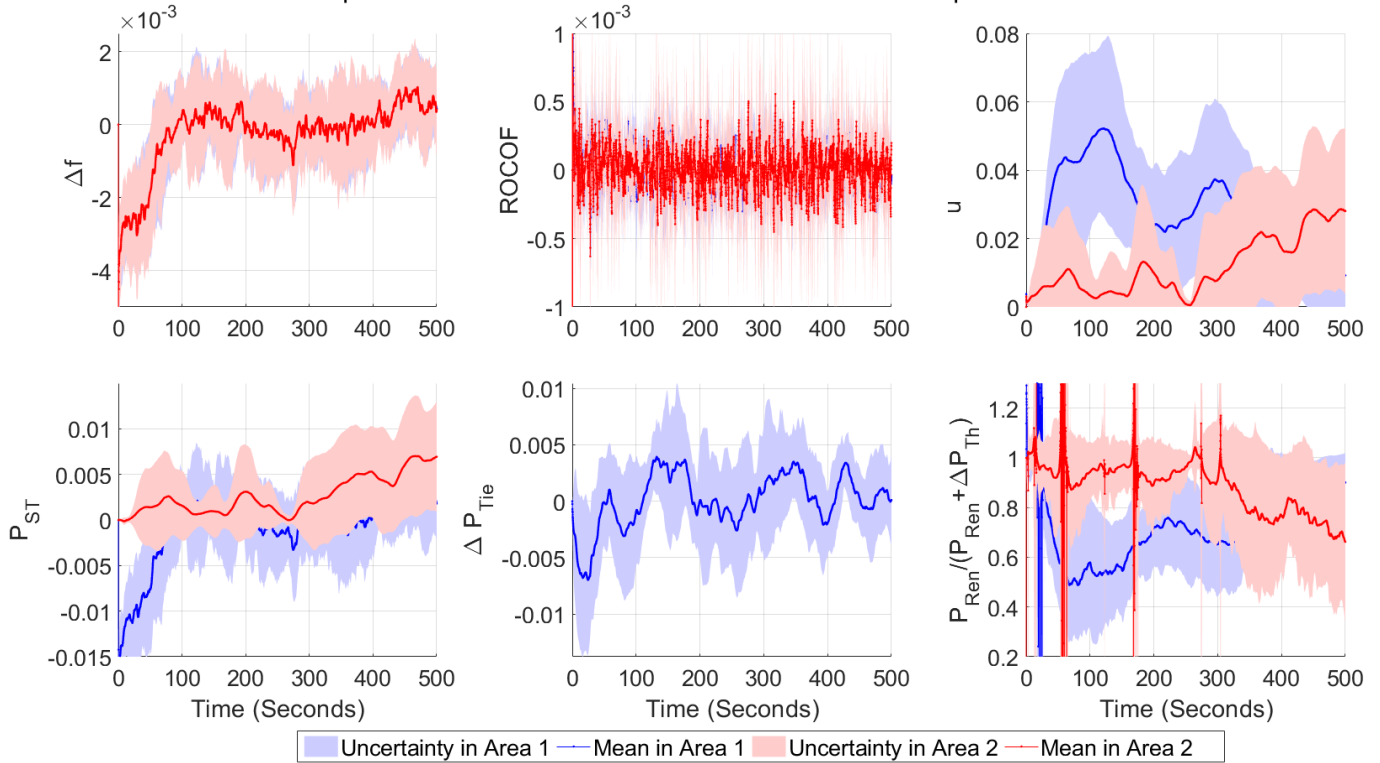 ×10⁻³
2
0
-2
-4
Δf
0 100 200 300 400 500
×10⁻³
1
0.5
0
-0.5
-1
ROCOF
0 100 200 300 400 500
0.08
0.06
0.04
0.02
0
u
0 100 200 300 400 500
0.01
0.005
0
-0.005
-0.01
-0.015
P_ST
0 100 200 300 400 500
Time (Seconds)
0.01
0.005
0
-0.005
-0.01
Δ P_Tie
0 100 200 300 400 500
Time (Seconds)
1.2
1
0.8
0.6
0.4
0.2
P_Ren/(P_Ren+ΔP_Th)
0 100 200 300 400 500
Time (Seconds)
Uncertainty in Area 1 Mean in Area 1 Uncertainty in Area 2 Mean in Area 2